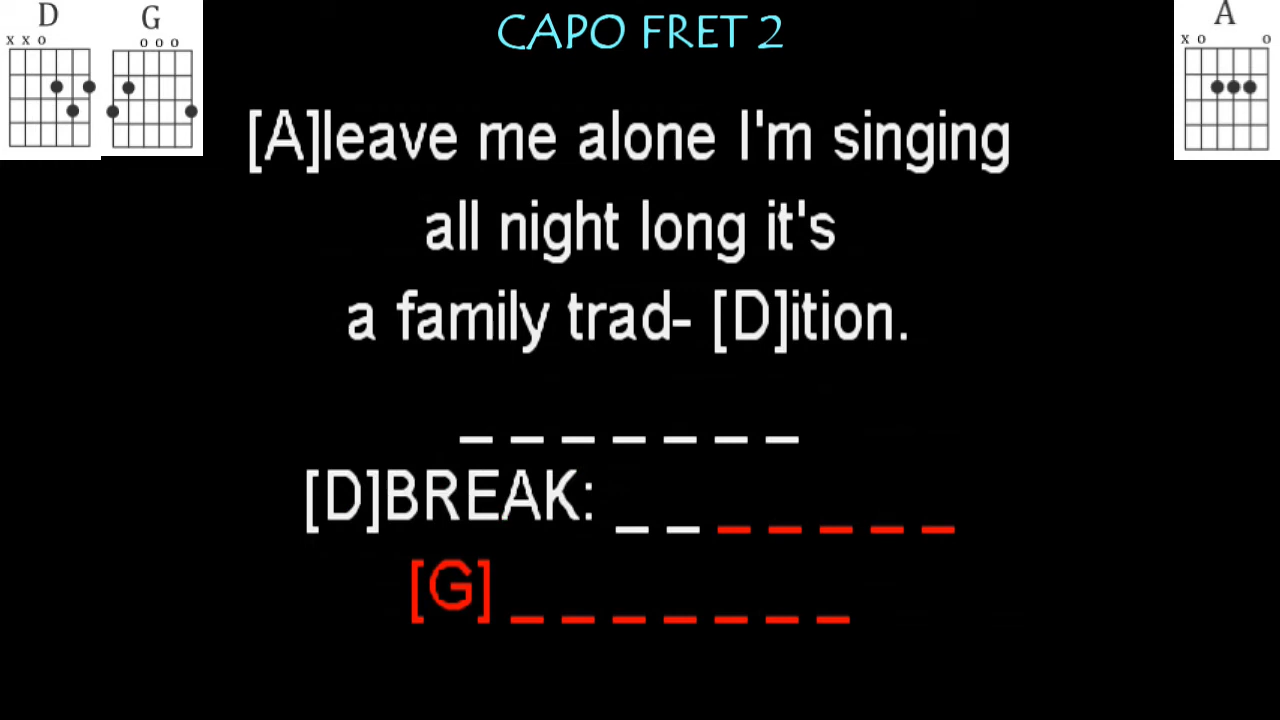 D
G
CAPO FRET 2
A
x x o
o o o
x o o
[A]leave me alone I'm singing
all night long it's
a family trad- [D]ition.
_ _ _ _ _ _ _
[D]BREAK: _ _ _ _ _ _ _
[G] _ _ _ _ _ _ _